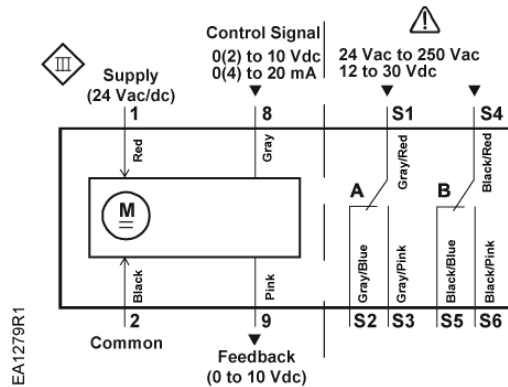 Control Signal
0(2) to 10 Vdc
0(4) to 20 mA
24 Vac to 250 Vac
12 to 30 Vdc
III
Supply
(24 Vac/dc)
1
8
S1
S4
Red
Gray
Gray/Red
Black/Red
A
B
M
Black
Pink
Gray/Blue
Gray/Pink
Black/Blue
Black/Pink
2
9
S2
S3
S5
S6
Common
Feedback
(0 to 10 Vdc)
EA1279R1